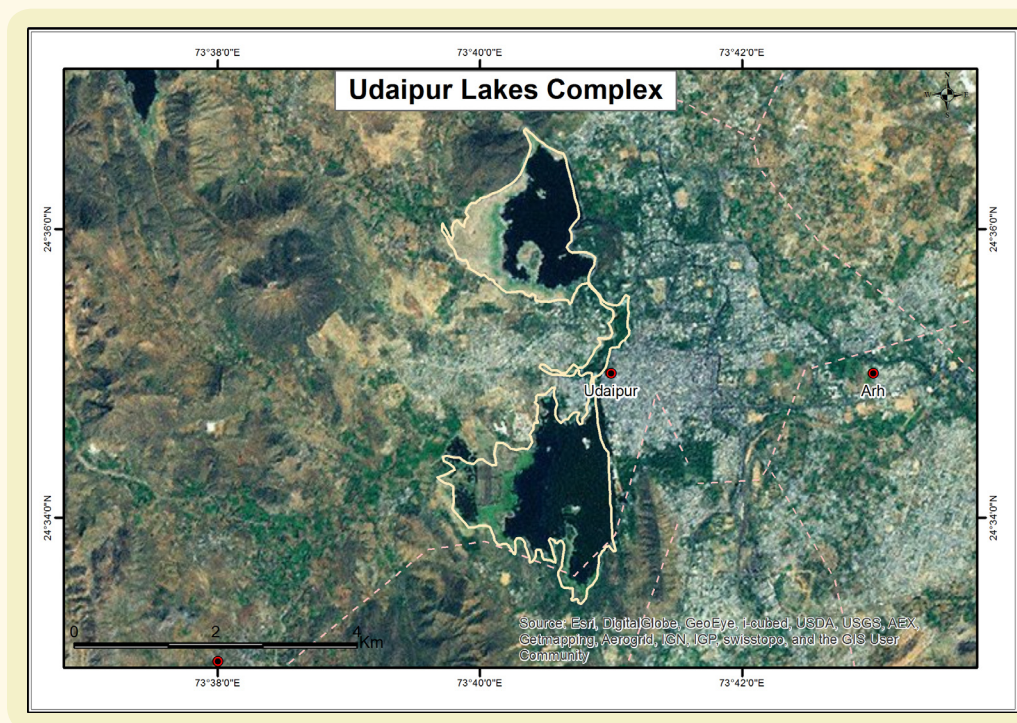 73°38'0"E
73°40'0"E
73°42'0"E
Udaipur Lakes Complex
N
W
E
S
24°36'0"N
24°36'0"N
Udaipur
Arh
24°34'0"N
24°34'0"N
0
2
4
Km
Source: Esri, DigitalGlobe, GeoEye, i-cubed, USDA, USGS, AEX,
Getmapping, Aerogrid, IGN, IGP, swisstopo, and the GIS User
Community
73°38'0"E
73°40'0"E
73°42'0"E